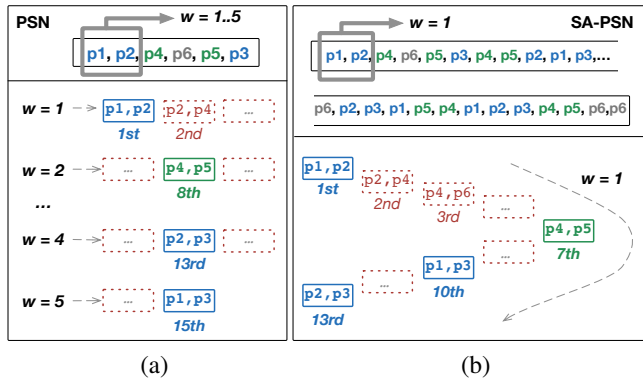 PSN
w = 1..5
p1, p2, p4, p6, p5, p3
w = 1
p1,p2
p2,p4
...
1st
2nd
w = 2
...
p4,p5
...
8th
...
w = 4
...
p2,p3
...
13rd
w = 5
...
p1,p3
15th
(a)
w = 1
SA-PSN
p1, p2, p4, p6, p5, p3, p4, p5, p2, p1, p3,...
p6, p2, p3, p1, p5, p4, p1, p2, p3, p4, p5, p6,p6
p1,p2
1st
p2,p4
2nd
p4,p6
3rd
...
w = 1
p4,p5
7th
...
p1,p3
10th
...
p2,p3
13rd
(b)